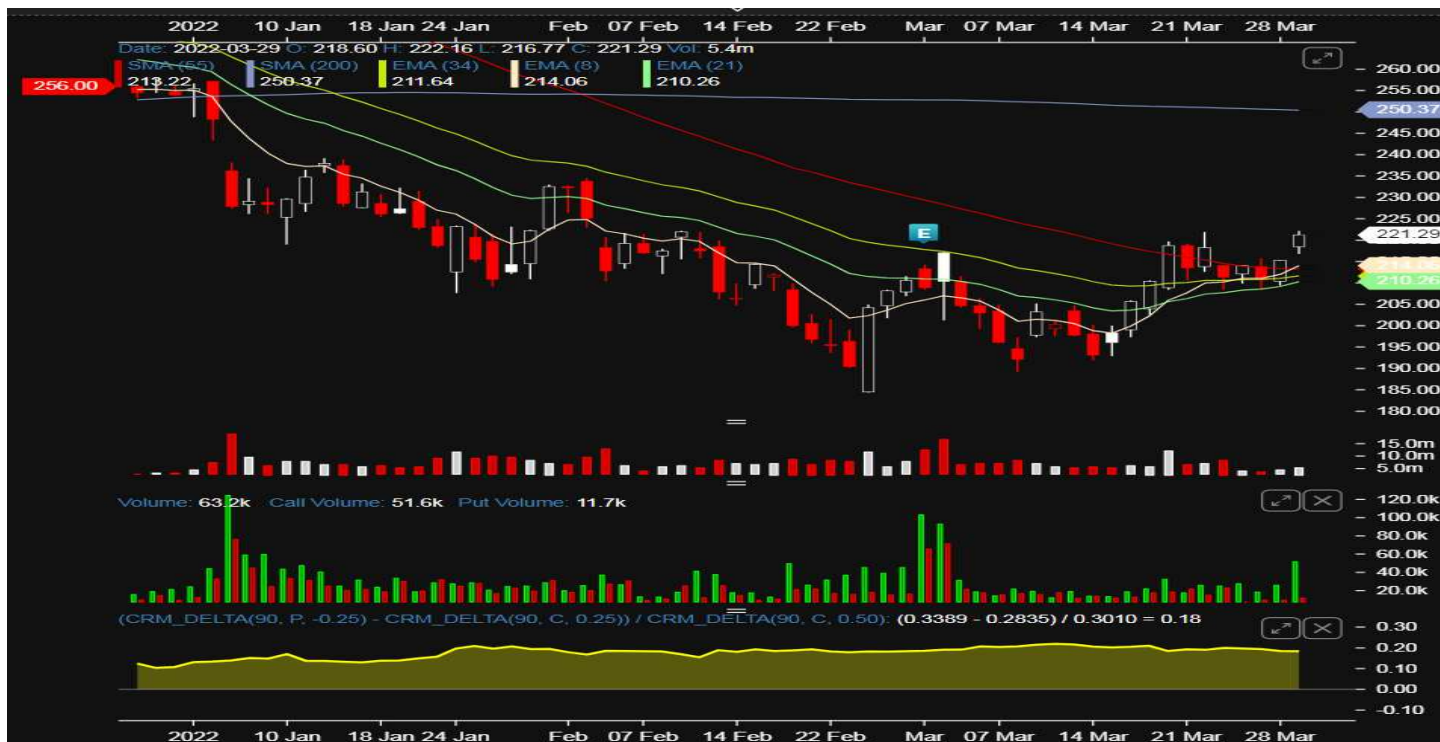 2022 10 Jan 18 Jan 24 Jan Feb 07 Feb 14 Feb 22 Feb Mar 07 Mar 14 Mar 21 Mar 28 Mar
Date: 2022-03-29 O: 218.60 H: 222.16 L: 216.77 C: 221.29 Vol: 5.4m
SMA (55) SMA (200) EMA (34) EMA (8) EMA (21)
213.22 250.37 211.64 214.06 210.26
256.00
260.00
255.00
250.37
245.00
240.00
235.00
230.00
225.00
221.29
214.06
210.26
205.00
200.00
195.00
190.00
185.00
180.00
E
15.0m
10.0m
5.0m
Volume: 63.2k Call Volume: 51.6k Put Volume: 11.7k
120.0k
100.0k
80.0k
60.0k
40.0k
20.0k
(CRM_DELTA(90, P, -0.25) - CRM_DELTA(90, C, 0.25)) / CRM_DELTA(90, C, 0.50): (0.3389 - 0.2835) / 0.3010 = 0.18
0.30
0.20
0.10
0.00
-0.10
2022 10 Jan 18 Jan 24 Jan Feb 07 Feb 14 Feb 22 Feb Mar 07 Mar 14 Mar 21 Mar 28 Mar